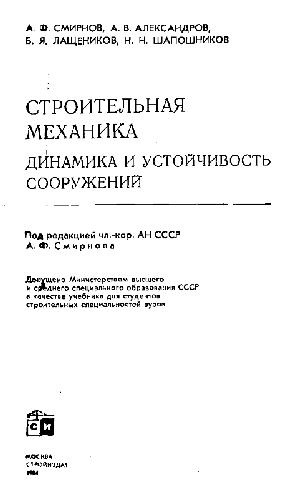 А. Ф. СМИРНОВ, А. В. АЛЕКСАНДРОВ,
Б. Я. ЛАЩЕНИКОВ, Н. Н. ШАПОШНИКОВ
СТРОИТЕЛЬНАЯ
МЕХАНИКА
ДИНАМИКА И УСТОЙЧИВОСТЬ
СООРУЖЕНИЙ
Под редакцией чл.-кор. АН СССР
А. Ф. Смирнова
Допущено Министерством высшего
и среднего специального образования СССР
в качестве учебника для студентов
строительных специальностей вузов
СИ
МОСКВА
СТРОЙИЗДАТ
1984